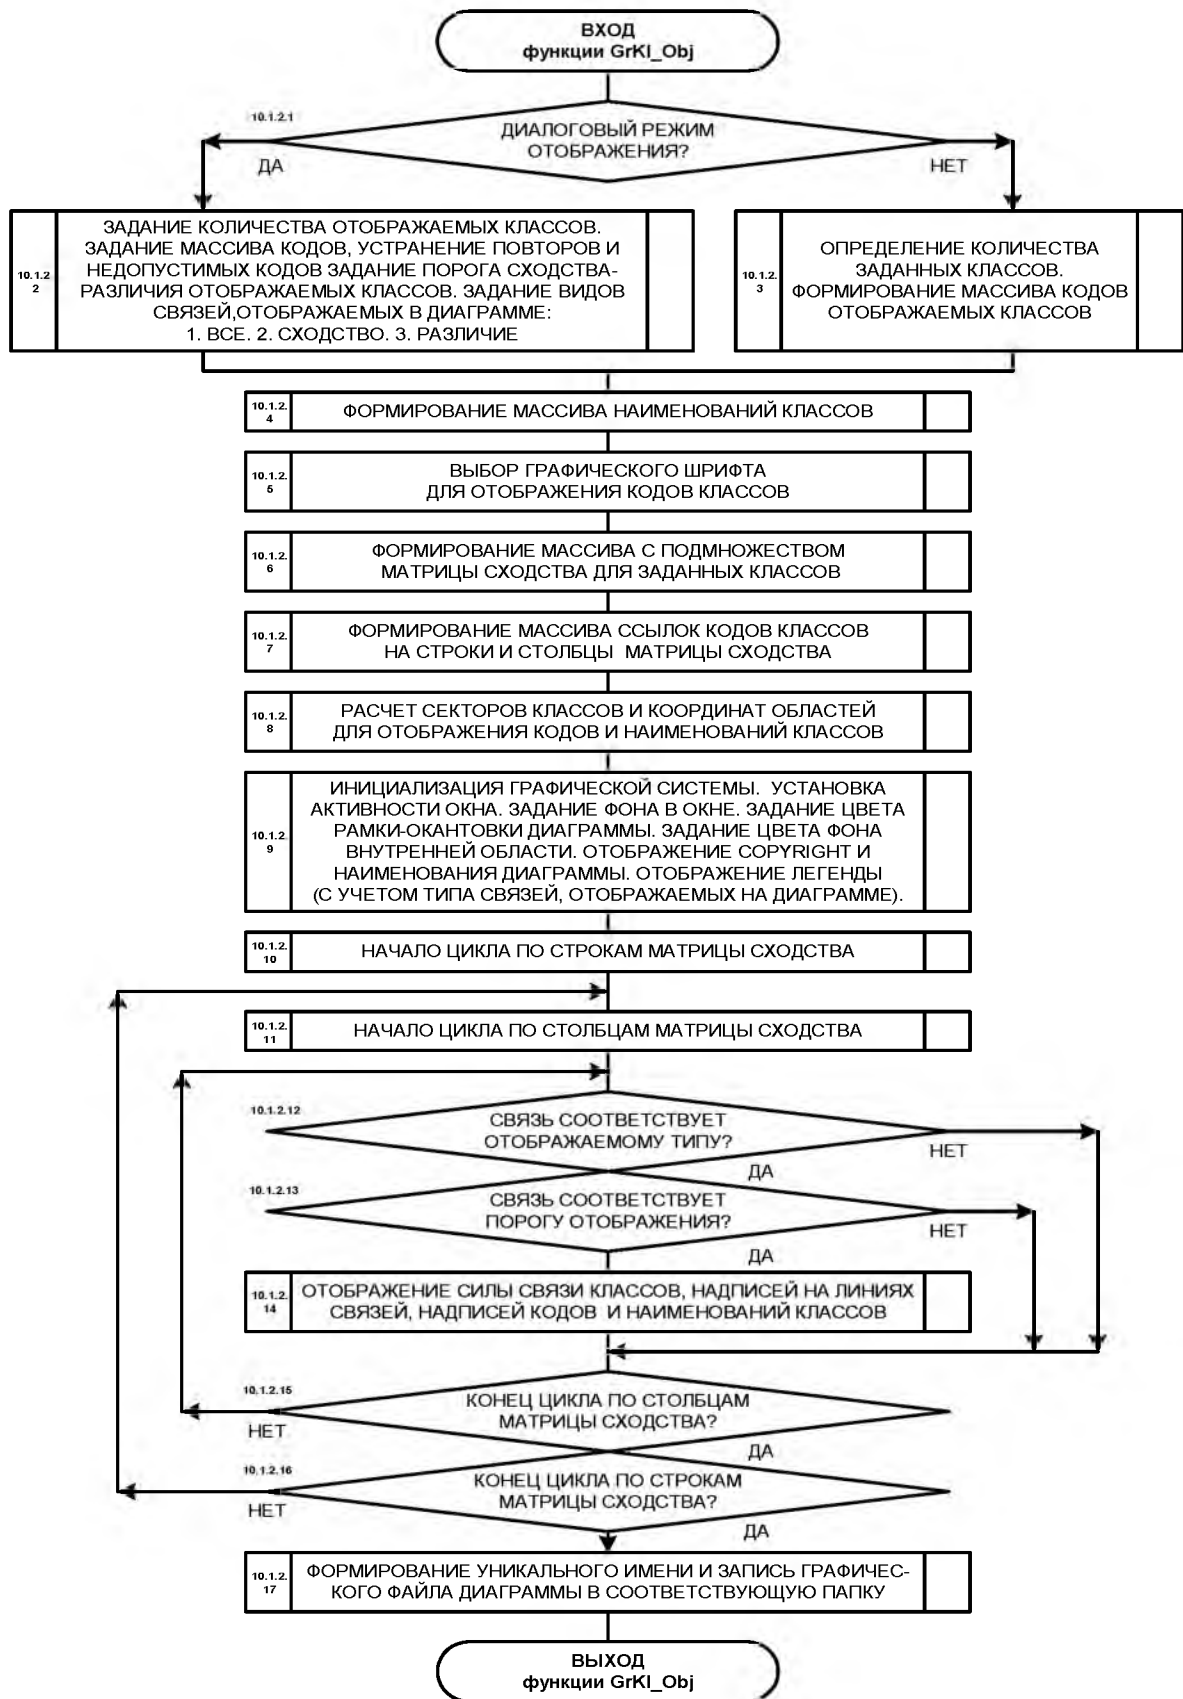 ВХОД
функции GrKl_Obj
10.1.2.1
ДИАЛОГОВЫЙ РЕЖИМ
ОТОБРАЖЕНИЯ?
ДА
НЕТ
10.1.2.
2
ЗАДАНИЕ КОЛИЧЕСТВА ОТОБРАЖАЕМЫХ КЛАССОВ.
ЗАДАНИЕ МАССИВА КОДОВ, УСТРАНЕНИЕ ПОВТОРОВ И
НЕДОПУСТИМЫХ КОДОВ ЗАДАНИЕ ПОРОГА СХОДСТВА-
РАЗЛИЧИЯ ОТОБРАЖАЕМЫХ КЛАССОВ. ЗАДАНИЕ ВИДОВ
СВЯЗЕЙ,ОТОБРАЖАЕМЫХ В ДИАГРАММЕ:
1. ВСЕ. 2. СХОДСТВО. 3. РАЗЛИЧИЕ
10.1.2.
3
ОПРЕДЕЛЕНИЕ КОЛИЧЕСТВА
ЗАДАННЫХ КЛАССОВ.
ФОРМИРОВАНИЕ МАССИВА КОДОВ
ОТОБРАЖАЕМЫХ КЛАССОВ
10.1.2.
4
ФОРМИРОВАНИЕ МАССИВА НАИМЕНОВАНИЙ КЛАССОВ
10.1.2.
5
ВЫБОР ГРАФИЧЕСКОГО ШРИФТА
ДЛЯ ОТОБРАЖЕНИЯ КОДОВ КЛАССОВ
10.1.2.
6
ФОРМИРОВАНИЕ МАССИВА С ПОДМНОЖЕСТВОМ
МАТРИЦЫ СХОДСТВА ДЛЯ ЗАДАННЫХ КЛАССОВ
10.1.2.
7
ФОРМИРОВАНИЕ МАССИВА ССЫЛОК КОДОВ КЛАССОВ
НА СТРОКИ И СТОЛБЦЫ МАТРИЦЫ СХОДСТВА
10.1.2.
8
РАСЧЕТ СЕКТОРОВ КЛАССОВ И КООРДИНАТ ОБЛАСТЕЙ
ДЛЯ ОТОБРАЖЕНИЯ КОДОВ И НАИМЕНОВАНИЙ КЛАССОВ
10.1.2.
9
ИНИЦИАЛИЗАЦИЯ ГРАФИЧЕСКОЙ СИСТЕМЫ. УСТАНОВКА
АКТИВНОСТИ ОКНА. ЗАДАНИЕ ФОНА В ОКНЕ. ЗАДАНИЕ ЦВЕТА
РАМКИ-ОКАНТОВКИ ДИАГРАММЫ. ЗАДАНИЕ ЦВЕТА ФОНА
ВНУТРЕННЕЙ ОБЛАСТИ. ОТОБРАЖЕНИЕ COPYRIGHT И
НАИМЕНОВАНИЯ ДИАГРАММЫ. ОТОБРАЖЕНИЕ ЛЕГЕНДЫ
(С УЧЕТОМ ТИПА СВЯЗЕЙ, ОТОБРАЖАЕМЫХ НА ДИАГРАММЕ).
10.1.2.
10
НАЧАЛО ЦИКЛА ПО СТРОКАМ МАТРИЦЫ СХОДСТВА
10.1.2.
11
НАЧАЛО ЦИКЛА ПО СТОЛБЦАМ МАТРИЦЫ СХОДСТВА
10.1.2.12
СВЯЗЬ СООТВЕТСТВУЕТ
ОТОБРАЖАЕМОМУ ТИПУ?
НЕТ
ДА
10.1.2.13
СВЯЗЬ СООТВЕТСТВУЕТ
ПОРОГУ ОТОБРАЖЕНИЯ?
НЕТ
ДА
10.1.2.
14
ОТОБРАЖЕНИЕ СИЛЫ СВЯЗИ КЛАССОВ, НАДПИСЕЙ НА ЛИНИЯХ
СВЯЗЕЙ, НАДПИСЕЙ КОДОВ И НАИМЕНОВАНИЙ КЛАССОВ
10.1.2.15
КОНЕЦ ЦИКЛА ПО СТОЛБЦАМ
МАТРИЦЫ СХОДСТВА?
НЕТ
ДА
10.1.2.16
КОНЕЦ ЦИКЛА ПО СТРОКАМ
МАТРИЦЫ СХОДСТВА?
НЕТ
ДА
10.1.2.
17
ФОРМИРОВАНИЕ УНИКАЛЬНОГО ИМЕНИ И ЗАПИСЬ ГРАФИЧЕС-
КОГО ФАЙЛА ДИАГРАММЫ В СООТВЕТСТВУЮЩУЮ ПАПКУ
ВЫХОД
функции GrKl_Obj